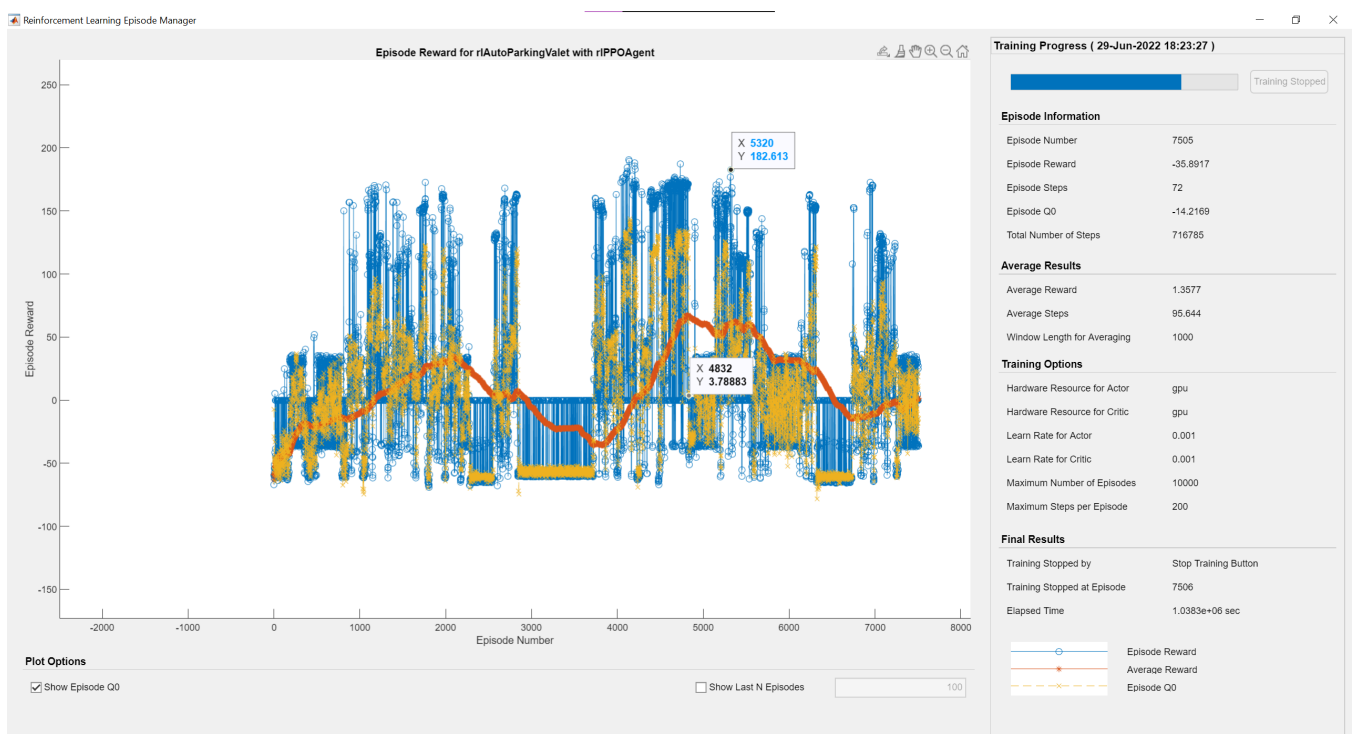 Reinforcement Learning Episode Manager
Episode Reward for rlAutoParkingValet with rlPPOAgent
250
200
150
100
50
0
-50
-100
-150
Episode Reward
X 5320
Y 182.613
X 4832
Y 3.78883
-2000 -1000 0 1000 2000 3000 4000 5000 6000 7000 8000
Episode Number
Plot Options
Show Episode Q0
Show Last N Episodes 100
Training Progress ( 29-Jun-2022 18:23:27 )
Training Stopped
Episode Information
Episode Number 7505
Episode Reward -35.8917
Episode Steps 72
Episode Q0 -14.2169
Total Number of Steps 716785
Average Results
Average Reward 1.3577
Average Steps 95.644
Window Length for Averaging 1000
Training Options
Hardware Resource for Actor gpu
Hardware Resource for Critic gpu
Learn Rate for Actor 0.001
Learn Rate for Critic 0.001
Maximum Number of Episodes 10000
Maximum Steps per Episode 200
Final Results
Training Stopped by Stop Training Button
Training Stopped at Episode 7506
Elapsed Time 1.0383e+06 sec
Episode Reward
Average Reward
Episode Q0